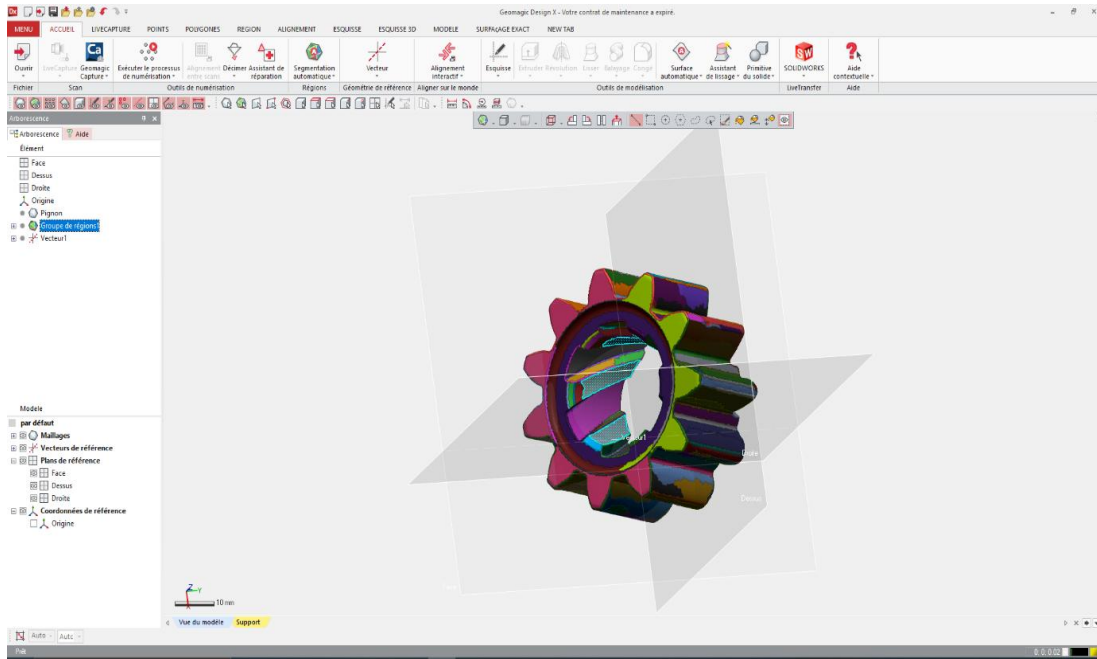 Geomagic Design X - Votre contrat de maintenance a expiré.
MENU ACCUEIL LIVECAPTURE POINTS POLYGONES REGION ALIGNEMENT ESQUISSE ESQUISSE 3D MODELE SURFAÇAGE EXACT NEW TAB
Ouvrir LiveCapture Geomagic Capture Exécuter le processus de numérisation Alignement entre scans Décimer Assistant de réparation Segmentation automatique Vecteur Alignement interactif Esquisse Extruder Révolution Lisser Balayage Congé Surface automatique Assistant de lissage Primitive du solide SOLIDWORKS Aide contextuelle
Fichier Scan Outils de numérisation Régions Géométrie de référence Aligner sur le monde Outils de modélisation LiveTransfer Aide
Arborescence
Arborescence Aide
Élément
Face
Dessus
Droite
Origine
Pignon
Groupe de régions1
Vecteur1
Vecteur1
Droite
Dessus
Modele
par défaut
Maillages
Vecteurs de référence
Plans de référence
Face
Dessus
Droite
Coordonnées de référence
Origine
Z
Y
X
10 mm
Vue du modèle Support
Auto Auto
Prêt
0: 0: 0.02